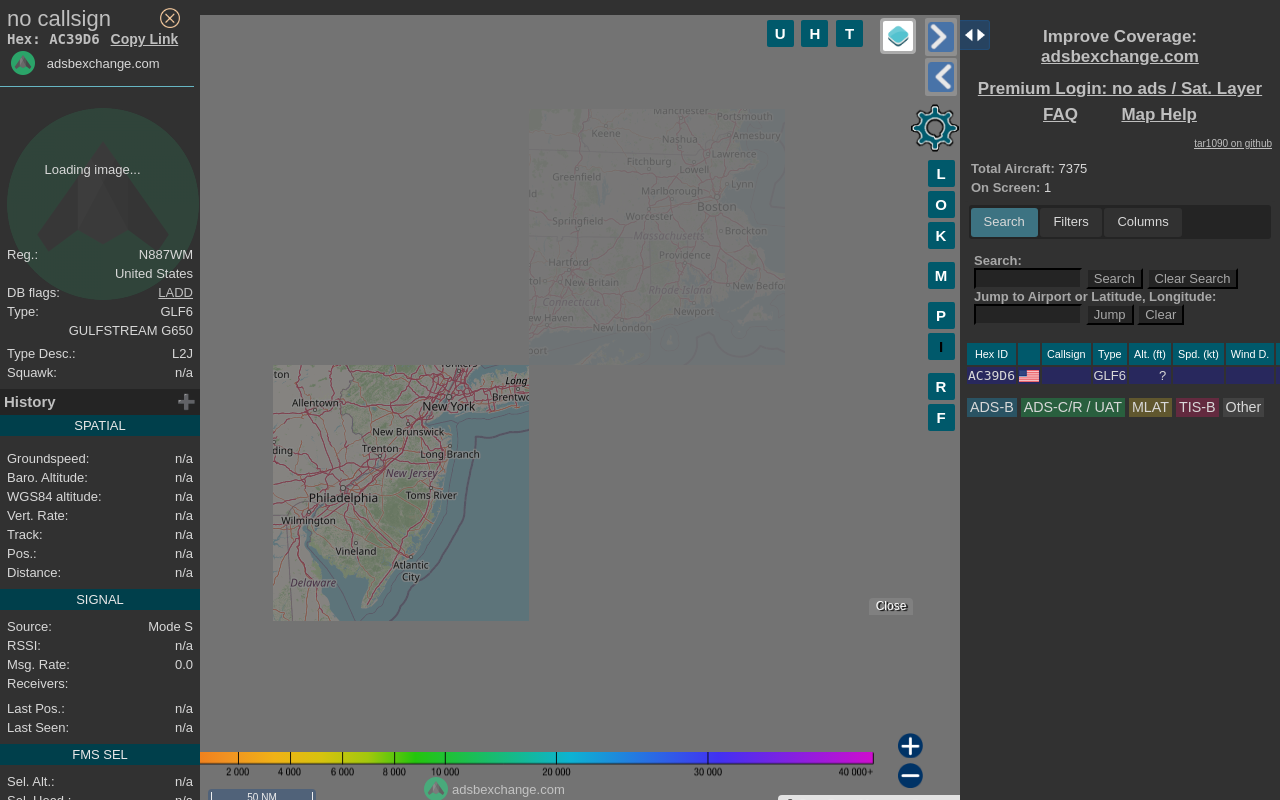 no callsign
Hex: AC39D6 Copy Link
adsbexchange.com
Loading image...
Reg.: N887WM
United States
DB flags: LADD
Type: GLF6
GULFSTREAM G650
Type Desc.: L2J
Squawk: n/a
History
SPATIAL
Groundspeed: n/a
Baro. Altitude: n/a
WGS84 altitude: n/a
Vert. Rate: n/a
Track: n/a
Pos.: n/a
Distance: n/a
SIGNAL
Source: Mode S
RSSI: n/a
Msg. Rate: 0.0
Receivers:
Last Pos.: n/a
Last Seen: n/a
FMS SEL
Sel. Alt.: n/a
Sel. Head.: n/a
U H T
Manchester
Portsmouth
Keene
Nashua
Amesbury
Fitchburg
Lawrence
Greenfield
Lowell
Marlborough
Lynn
Boston
Springfield
Worcester
Brockton
Massachusetts
Hartford
Providence
New Britain
Rhode Island
New Bedfo
Connecticut
Newport
ew Haven
New London
port
Yonkers
ton
Long
Allentown
New York
Brentwo
New Brunswick
ding
Trenton
Long Branch
New Jersey
Philadelphia
Toms River
Wilmington
Vineland
Atlantic
City
Delaware
L
O
K
M
P
I
R
F
Close
2 000 4 000 6 000 8 000 10 000 20 000 30 000 40 000+
adsbexchange.com
50 NM
Improve Coverage:
adsbexchange.com
Premium Login: no ads / Sat. Layer
FAQ Map Help
tar1090 on github
Total Aircraft: 7375
On Screen: 1
Search Filters Columns
Search:
Search Clear Search
Jump to Airport or Latitude, Longitude:
Jump Clear
Hex ID Callsign Type Alt. (ft) Spd. (kt) Wind D.
AC39D6 GLF6 ?
ADS-B ADS-C/R / UAT MLAT TIS-B Other